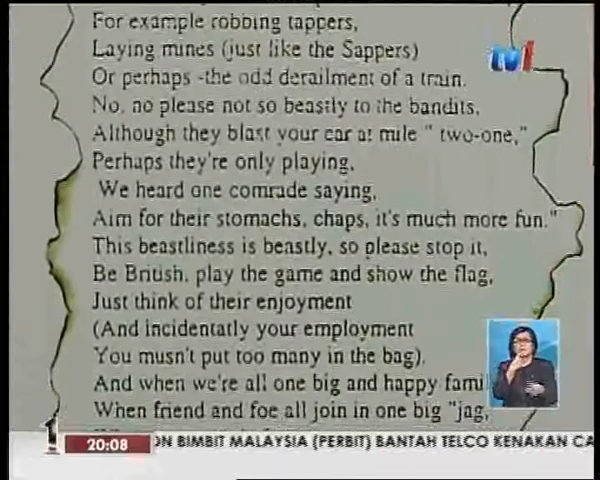 For example robbing tappers,
Laying mines (just like the Sappers)
Or perhaps -the odd derailment of a train.
No, no please not so beastly to the bandits,
Although they blast your car at mile " two-one,"
Perhaps they're only playing,
We heard one comrade saying,
Aim for their stomachs, chaps, it's much more fun."
This beastliness is beastly, so please stop it,
Be British, play the game and show the flag,
Just think of their enjoyment
(And incidentatly your employment
You musn't put too many in the bag).
And when we're all one big and happy famil
When friend and foe all join in one big "jag,
tv1
1
20:08
ON BIMBIT MALAYSIA (PERBIT) BANTAH TELCO KENAKAN CA